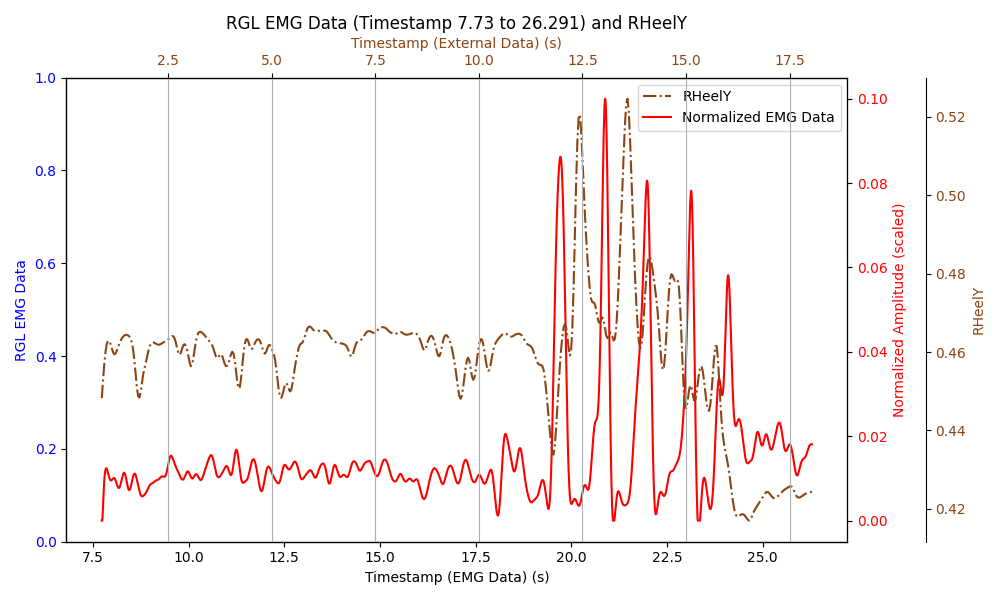 RGL EMG Data (Timestamp 7.73 to 26.291) and RHeelY
Timestamp (External Data) (s)
2.5 5.0 7.5 10.0 12.5 15.0 17.5
RHeelY
Normalized EMG Data
1.0
0.8
0.6
0.4
0.2
0.0
RGL EMG Data
0.10
0.08
0.06
0.04
0.02
0.00
Normalized Amplitude (scaled)
0.52
0.50
0.48
0.46
0.44
0.42
RHeelY
7.5 10.0 12.5 15.0 17.5 20.0 22.5 25.0
Timestamp (EMG Data) (s)